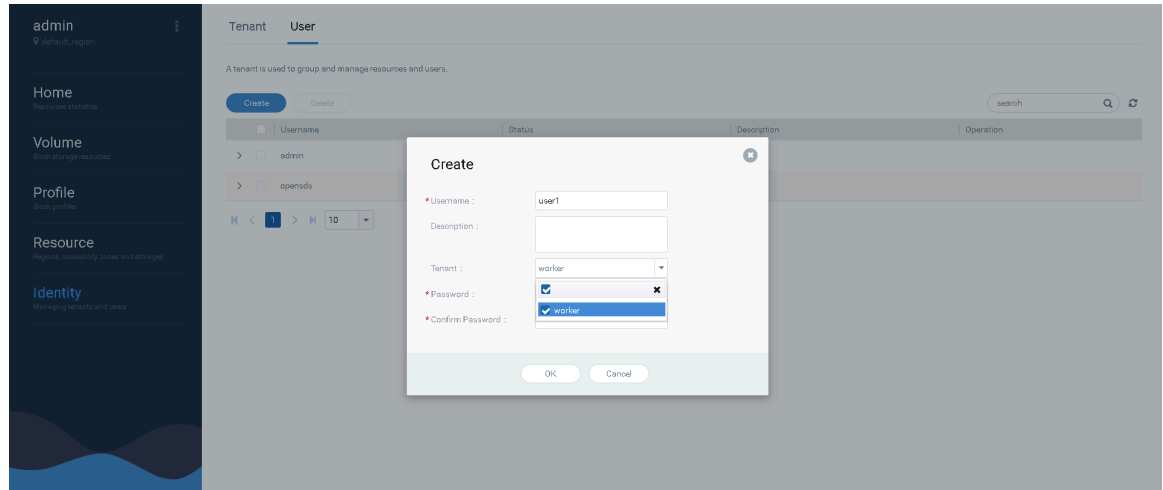 admin
default_region
Home
Resources statistics
Volume
Block storage resources
Profile
Block profiles
Resource
Regions, availability zones and storages
Identity
Managing tenants and users
Tenant User
A tenant is used to group and manage resources and users.
Create Delete
search
Username Status Description Operation
admin
opensds
1 10
Create
*Username : user1
Description :
Tenant : worker
*Password :
worker
*Confirm Password :
OK Cancel